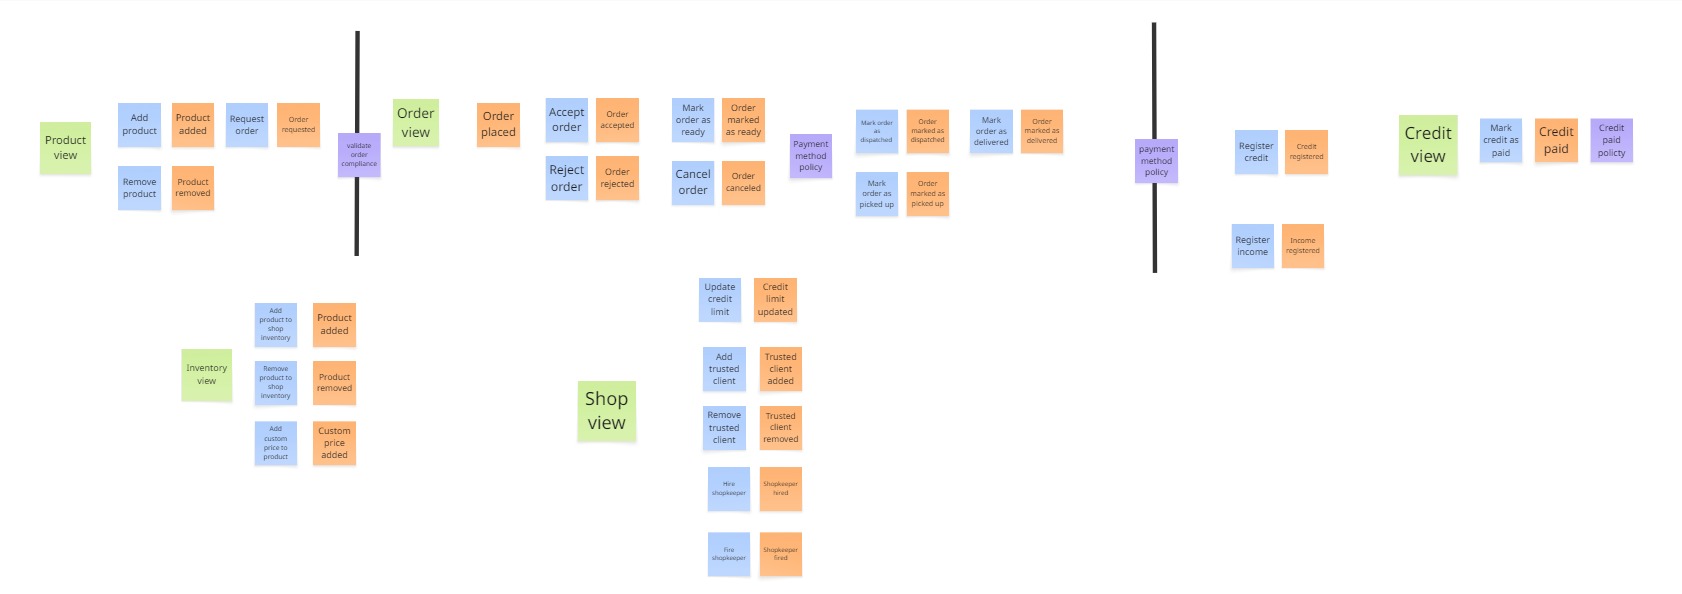 Product
view
Add
product
Product
added
Request
order
Order
requested
Remove
product
Product
removed
validate
order
compliance
Order
view
Order
placed
Accept
order
Order
accepted
Reject
order
Order
rejected
Mark
order as
ready
Order
marked
as ready
Cancel
order
Order
canceled
Payment
method
policy
Mark order
as
dispatched
Order
marked as
dispatched
Mark
order as
delivered
Order
marked as
delivered
Mark
order as
picked up
Order
marked as
picked up
payment
method
policy
Register
credit
Credit
registered
Register
income
Income
registered
Credit
view
Mark
credit as
paid
Credit
paid
Credit
paid
policty
Inventory
view
Add
product to
shop
inventory
Product
added
Remove
product to
shop
inventory
Product
removed
Add
custom
price to
product
Custom
price
added
Shop
view
Update
credit
limit
Credit
limit
updated
Add
trusted
client
Trusted
client
added
Remove
trusted
client
Trusted
client
removed
Hire
shopkeeper
Shopkeeper
hired
Fire
shopkeeper
Shopkeeper
fired